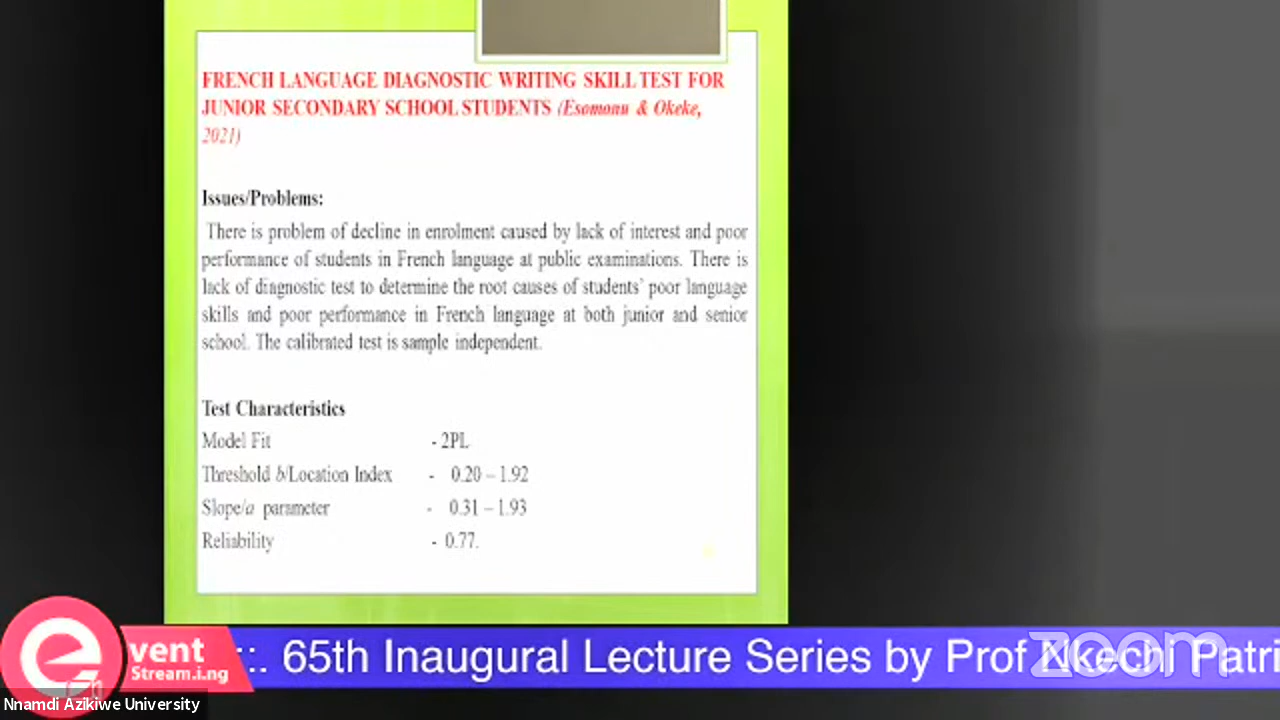 FRENCH LANGUAGE DIAGNOSTIC WRITING SKILL TEST FOR
JUNIOR SECONDARY SCHOOL STUDENTS (Esomonu & Okeke,
2021)
Issues/Problems:
There is problem of decline in enrolment caused by lack of interest and poor
performance of students in French language at public examinations. There is
lack of diagnostic test to determine the root causes of students’ poor language
skills and poor performance in French language at both junior and senior
school. The calibrated test is sample independent.
Test Characteristics
Model Fit - 2PL
Threshold b/Location Index - 0.20 – 1.92
Slope/a parameter - 0.31 – 1.93
Reliability - 0.77.
event
Stream.i.ng
::. 65th Inaugural Lecture Series by Prof Nkechi Patri
zoom
Nnamdi Azikiwe University